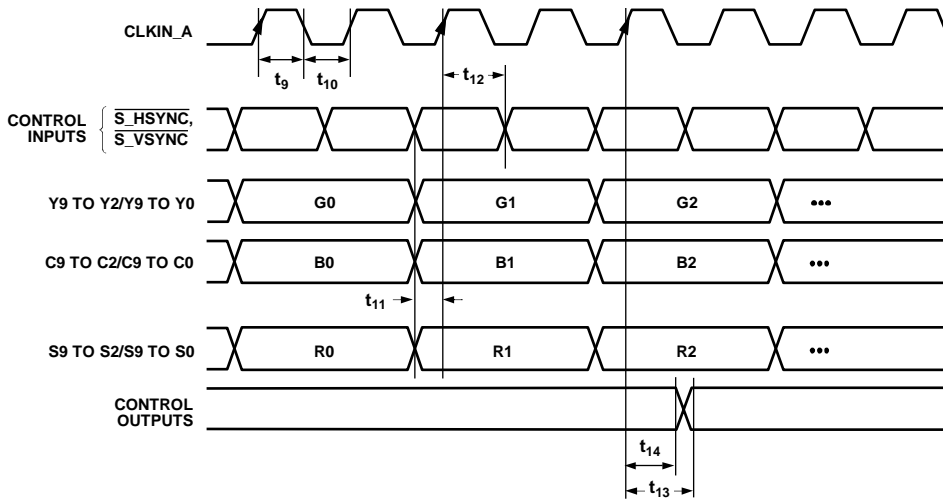 CLKIN_A
t9
t10
t12
CONTROL
INPUTS
S_HSYNC,
S_VSYNC
Y9 TO Y2/Y9 TO Y0
G0
G1
G2
•••
C9 TO C2/C9 TO C0
B0
B1
B2
•••
t11
S9 TO S2/S9 TO S0
R0
R1
R2
•••
CONTROL
OUTPUTS
t14
t13